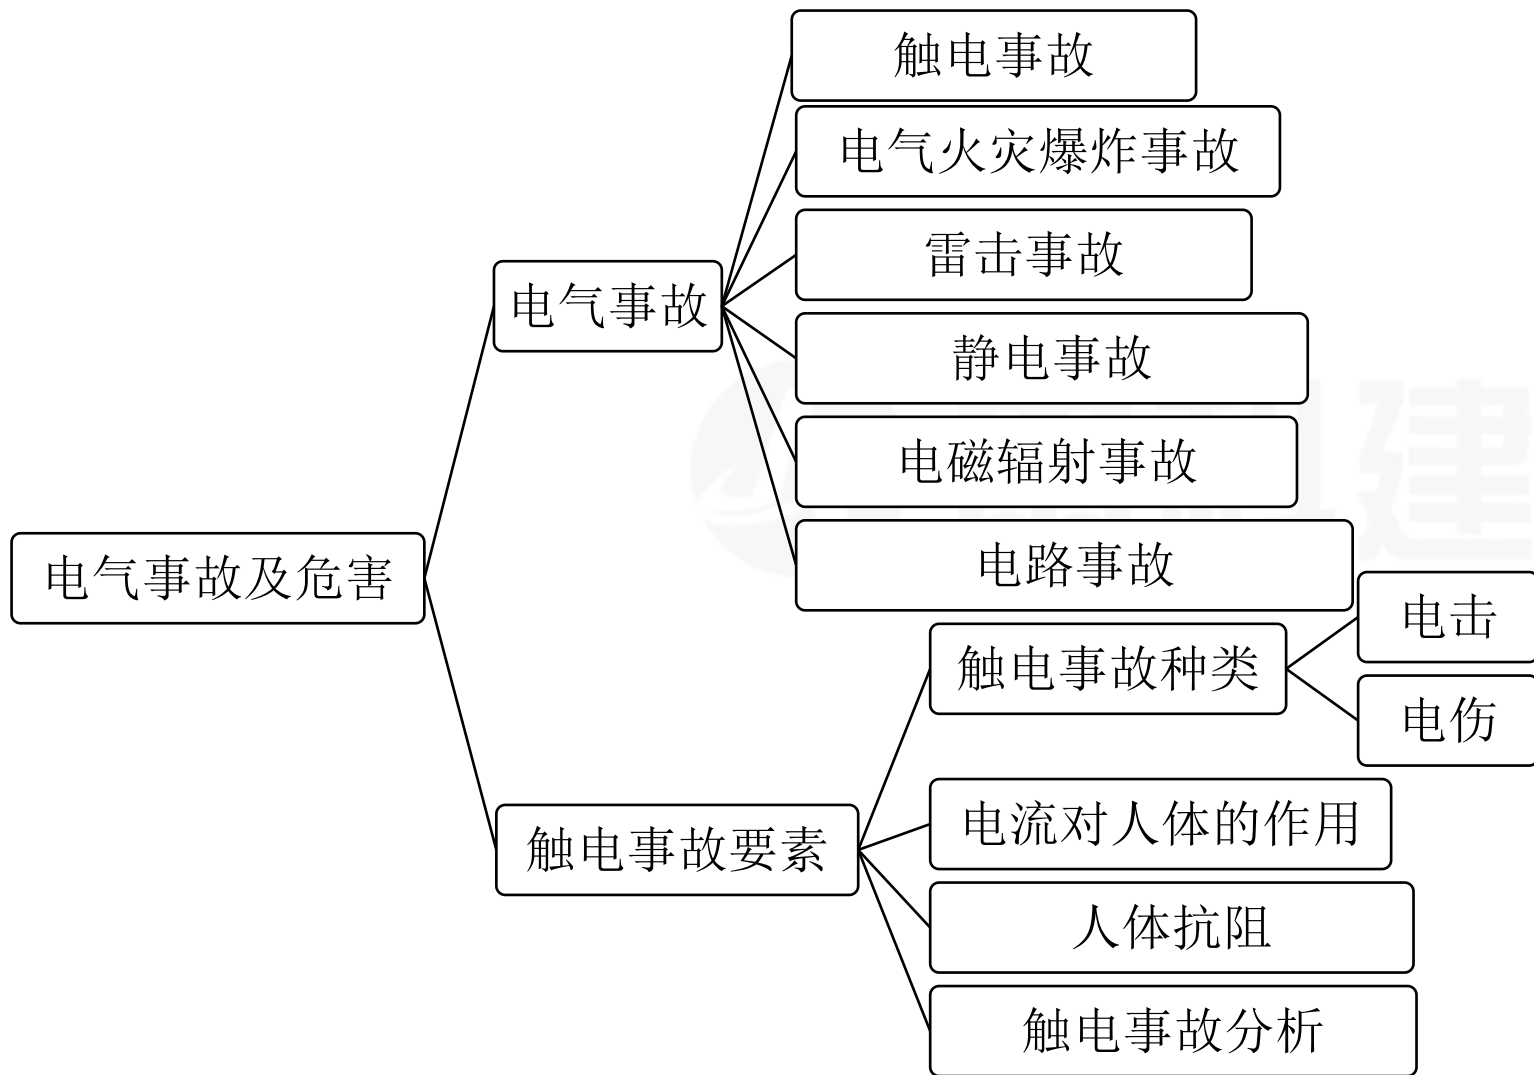 触电事故
电气火灾爆炸事故
雷击事故
电气事故
静电事故
电磁辐射事故
电路事故
电气事故及危害
电击
触电事故种类
电伤
电流对人体的作用
触电事故要素
人体抗阻
触电事故分析
建